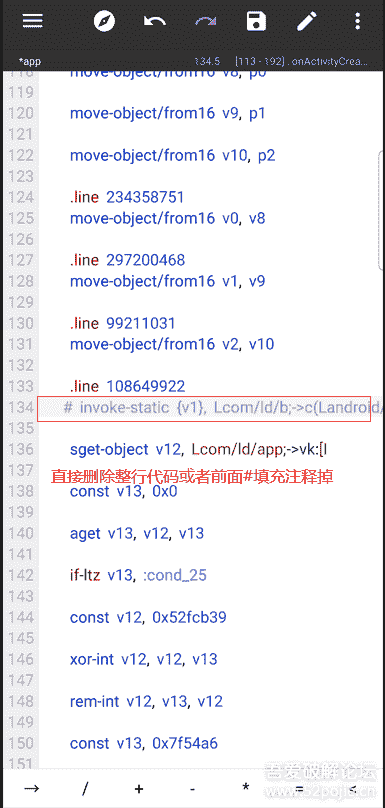 *app 134.5 [113 - 192] . onActivityCrea...
118 move-object/from16 v8, p0
119
120 move-object/from16 v9, p1
121
122 move-object/from16 v10, p2
123
124 .line 234358751
125 move-object/from16 v0, v8
126
127 .line 297200468
128 move-object/from16 v1, v9
129
130 .line 99211031
131 move-object/from16 v2, v10
132
133 .line 108649922
134 # invoke-static {v1}, Lcom/ld/b;->c(Landroid/
135
136 sget-object v12, Lcom/ld/app;->vk:[I
137 直接删除整行代码或者前面#填充注释掉
138 const v13, 0x0
139
140 aget v13, v12, v13
141
142 if-ltz v13, :cond_25
143
144 const v12, 0x52fcb39
145
146 xor-int v12, v12, v13
147
148 rem-int v12, v13, v12
149
150 const v13, 0x7f54a6
151
→ / + - * = <
吾爱破解论坛
www.52pojie.cn